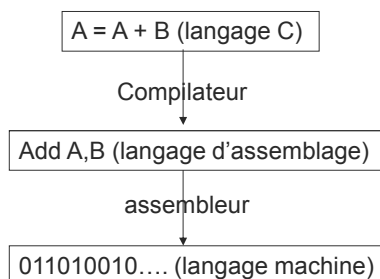 A = A + B (langage C)
Compilateur
Add A,B (langage d'assemblage)
assembleur
011010010.... (langage machine)